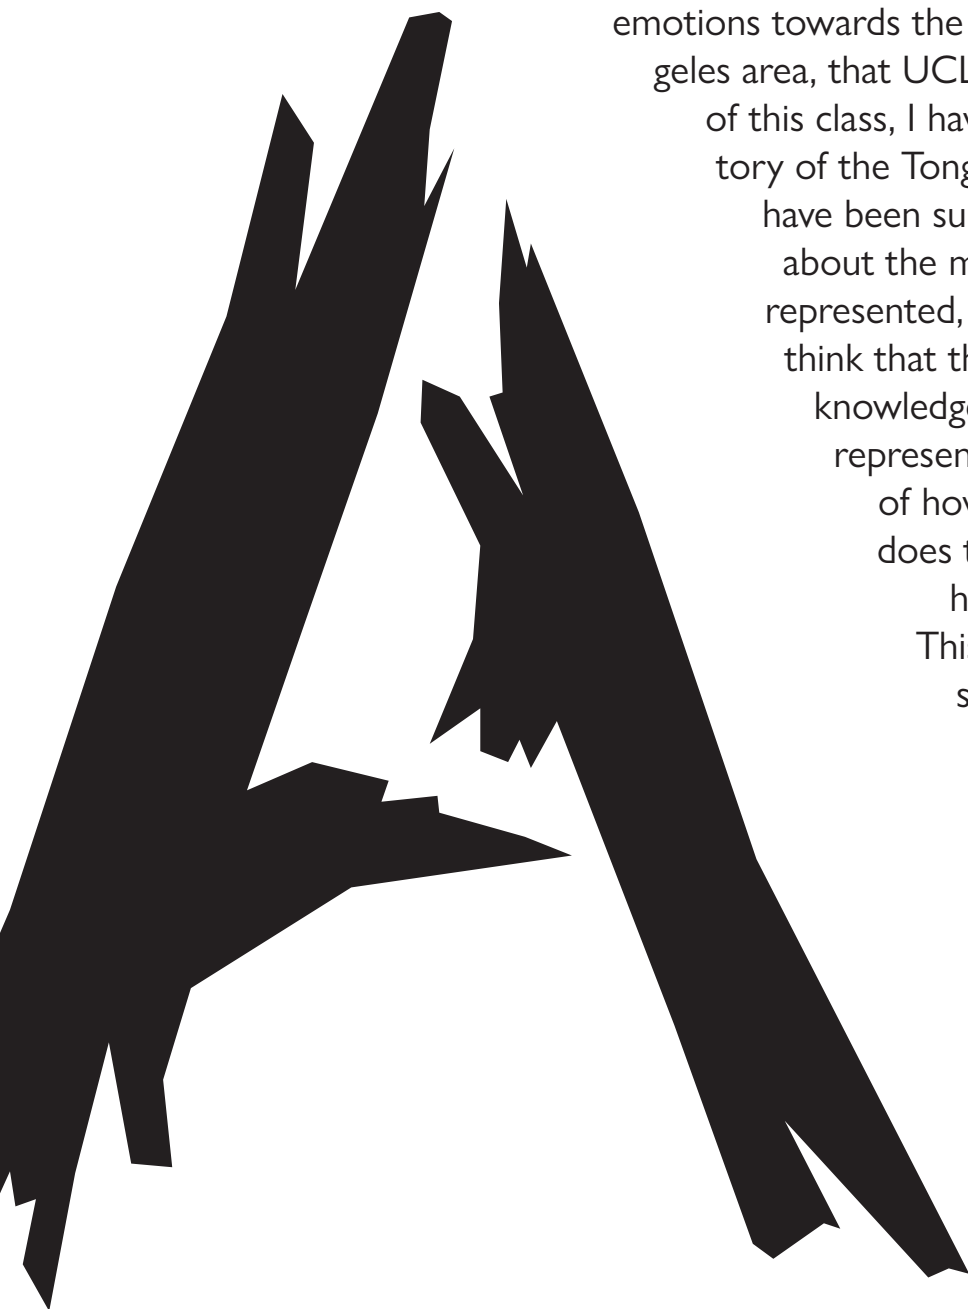 emotions towards the
geles area, that UCL
of this class, I hav
tory of the Tong
have been su
about the m
represented,
think that th
knowledge
represen
of how
does t
h
This
s
A